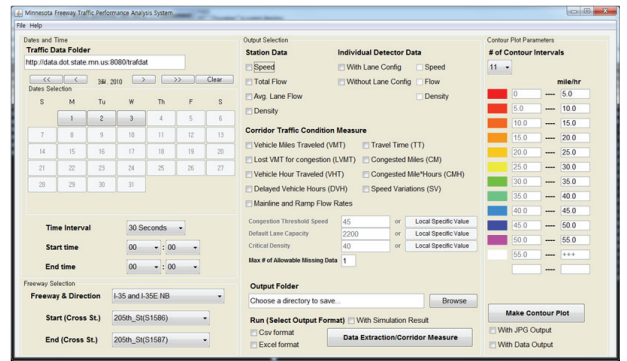 Minnesota Freeway Traffic Performance Analysis System
File Help
Dates and Time
Traffic Data Folder
http://data.dot.state.mn.us:8080/trafdat
<< < 3월, 2010 > >> Clear
Dates Selection
S M Tu W Th F S
1 2 3 4 5 6
7 8 9 10 11 12 13
14 15 16 17 18 19 20
21 22 23 24 25 26 27
28 29 30 31
Time Interval 30 Seconds
Start time 00 : 00
End time 00 : 00
Freeway Selection
Freeway & Direction I-35 and I-35E NB
Start (Cross St.) 205th_St(S1586)
End (Cross St.) 205th_St(S1587)
Output Selection
Station Data
Speed
Total Flow
Avg. Lane Flow
Density
Individual Detector Data
With Lane Config Speed
Without Lane Config Flow
Density
Corridor Traffic Condition Measure
Vehicle Miles Traveled (VMT) Travel Time (TT)
Lost VMT for congestion (LVMT) Congested Miles (CM)
Vehicle Hour Traveled (VHT) Congested Mile*Hours (CMH)
Delayed Vehicle Hours (DVH) Speed Variations (SV)
Mainline and Ramp Flow Rates
Congestion Threshold Speed 45 or Local Specific Value
Default Lane Capacity 2200 or Local Specific Value
Critical Density 40 or Local Specific Value
Max # of Allowable Missing Data 1
Output Folder
Choose a directory to save... Browse
Run (Select Output Format) With Simulation Result
Csv format
Excel format
Data Extraction/Corridor Measure
Contour Plot Parameters
# of Contour Intervals
11
mile/hr
0 ---- 5.0
5.0 ---- 10.0
10.0 ---- 15.0
15.0 ---- 20.0
20.0 ---- 25.0
25.0 ---- 30.0
30.0 ---- 35.0
35.0 ---- 40.0
40.0 ---- 45.0
45.0 ---- 50.0
50.0 ---- 55.0
55.0 ---- +++
----
Make Contour Plot
With JPG Output
With Data Output